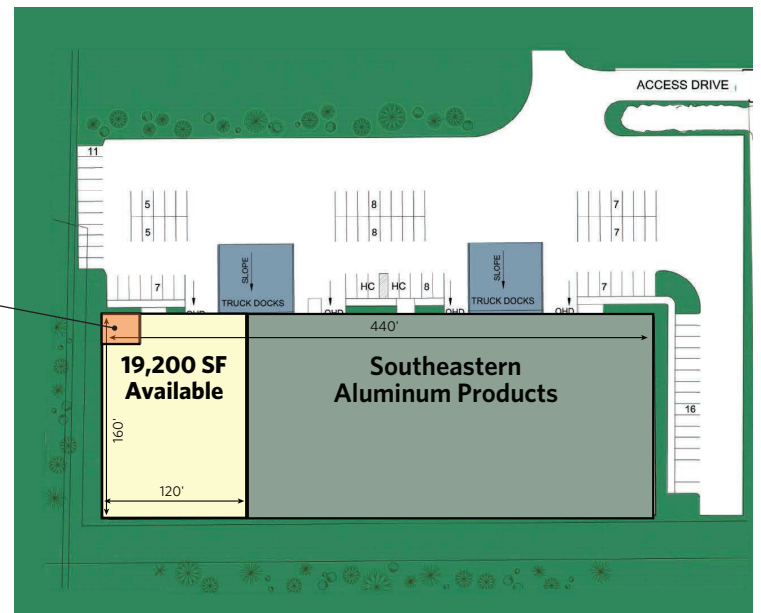 ACCESS DRIVE
11
5
8
7
5
8
7
SLOPE
SLOPE
7
HC
HC
8
7
TRUCK DOCKS
TRUCK DOCKS
OHD
OHD
OHD
OHD
440'
19,200 SF
Available
Southeastern
Aluminum Products
16
160'
120'